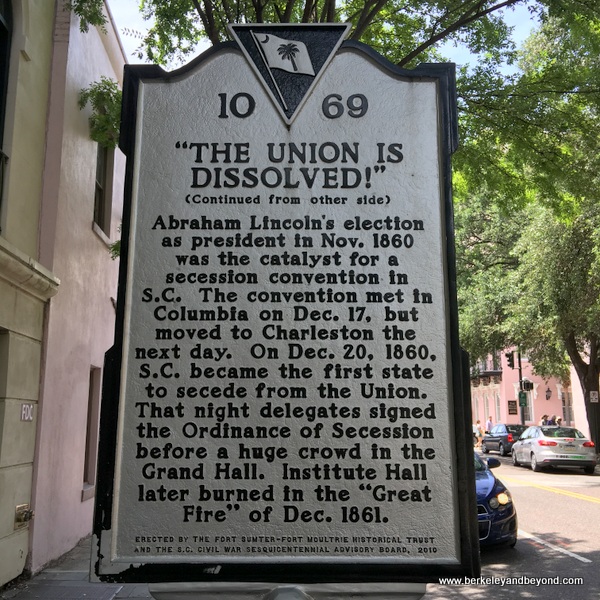 10 69
"THE UNION IS
DISSOLVED!"
(Continued from other side)
Abraham Lincoln's election
as president in Nov. 1860
was the catalyst for a
secession convention in
S.C. The convention met in
Columbia on Dec. 17, but
moved to Charleston the
next day. On Dec. 20, 1860,
S.C. became the first state
to secede from the Union.
That night delegates signed
the Ordinance of Secession
before a huge crowd in the
Grand Hall. Institute Hall
later burned in the "Great
Fire" of Dec. 1861.
ERECTED BY THE FORT SUMTER-FORT MOULTRIE HISTORICAL TRUST
AND THE S.C. CIVIL WAR SESQUICENTENNIAL ADVISORY BOARD, 2010
FDC
www.berkeleyandbeyond.com